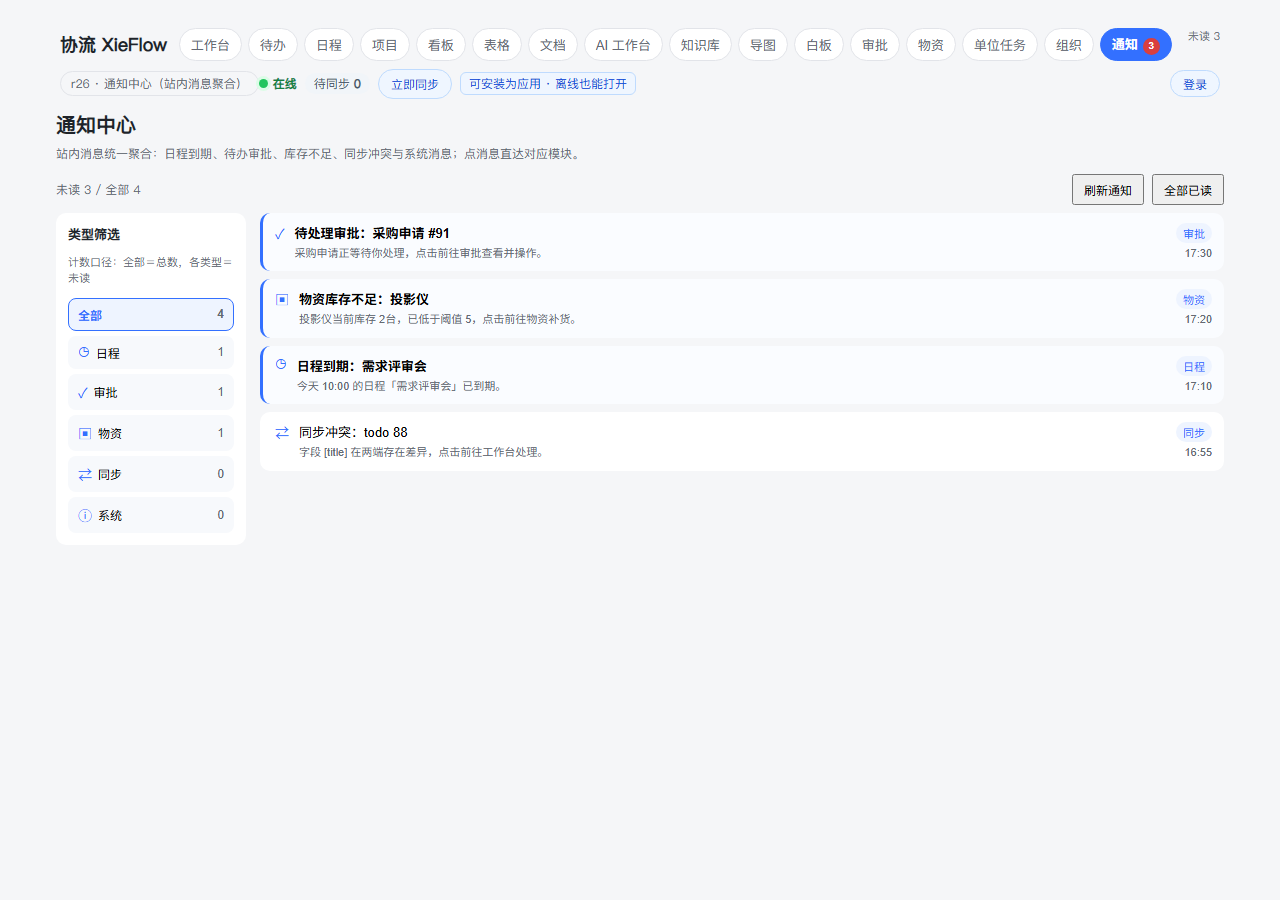 协流 XieFlow 工作台 待办 日程 项目 看板 表格 文档 AI 工作台 知识库 导图 白板 审批 物资 单位任务 组织 通知 3 未读 3
r26 · 通知中心（站内消息聚合） 在线 待同步 0 立即同步 可安装为应用 · 离线也能打开 登录
通知中心
站内消息统一聚合：日程到期、待办审批、库存不足、同步冲突与系统消息；点消息直达对应模块。
未读 3 / 全部 4 刷新通知 全部已读
类型筛选
计数口径：全部＝总数，各类型＝
未读
全部 4
日程 1
审批 1
物资 1
同步 0
系统 0
待处理审批：采购申请 #91 审批
采购申请正等待你处理，点击前往审批查看并操作。 17:30
物资库存不足：投影仪 物资
投影仪当前库存 2台，已低于阈值 5，点击前往物资补货。 17:20
日程到期：需求评审会 日程
今天 10:00 的日程「需求评审会」已到期。 17:10
同步冲突：todo 88 同步
字段 [title] 在两端存在差异，点击前往工作台处理。 16:55